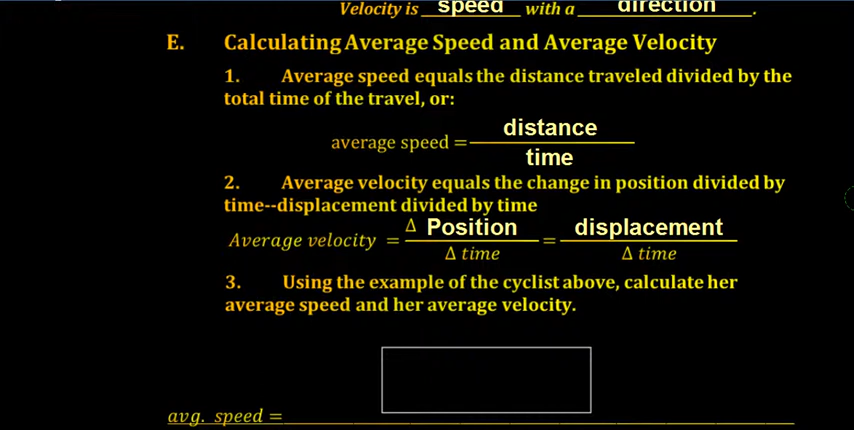 Velocity is speed with a direction.
E. Calculating Average Speed and Average Velocity
1. Average speed equals the distance traveled divided by the
total time of the travel, or:
average speed = distance
time
2. Average velocity equals the change in position divided by
time--displacement divided by time
Average velocity = Δ Position = displacement
Δ time Δ time
3. Using the example of the cyclist above, calculate her
average speed and her average velocity.
avg. speed =